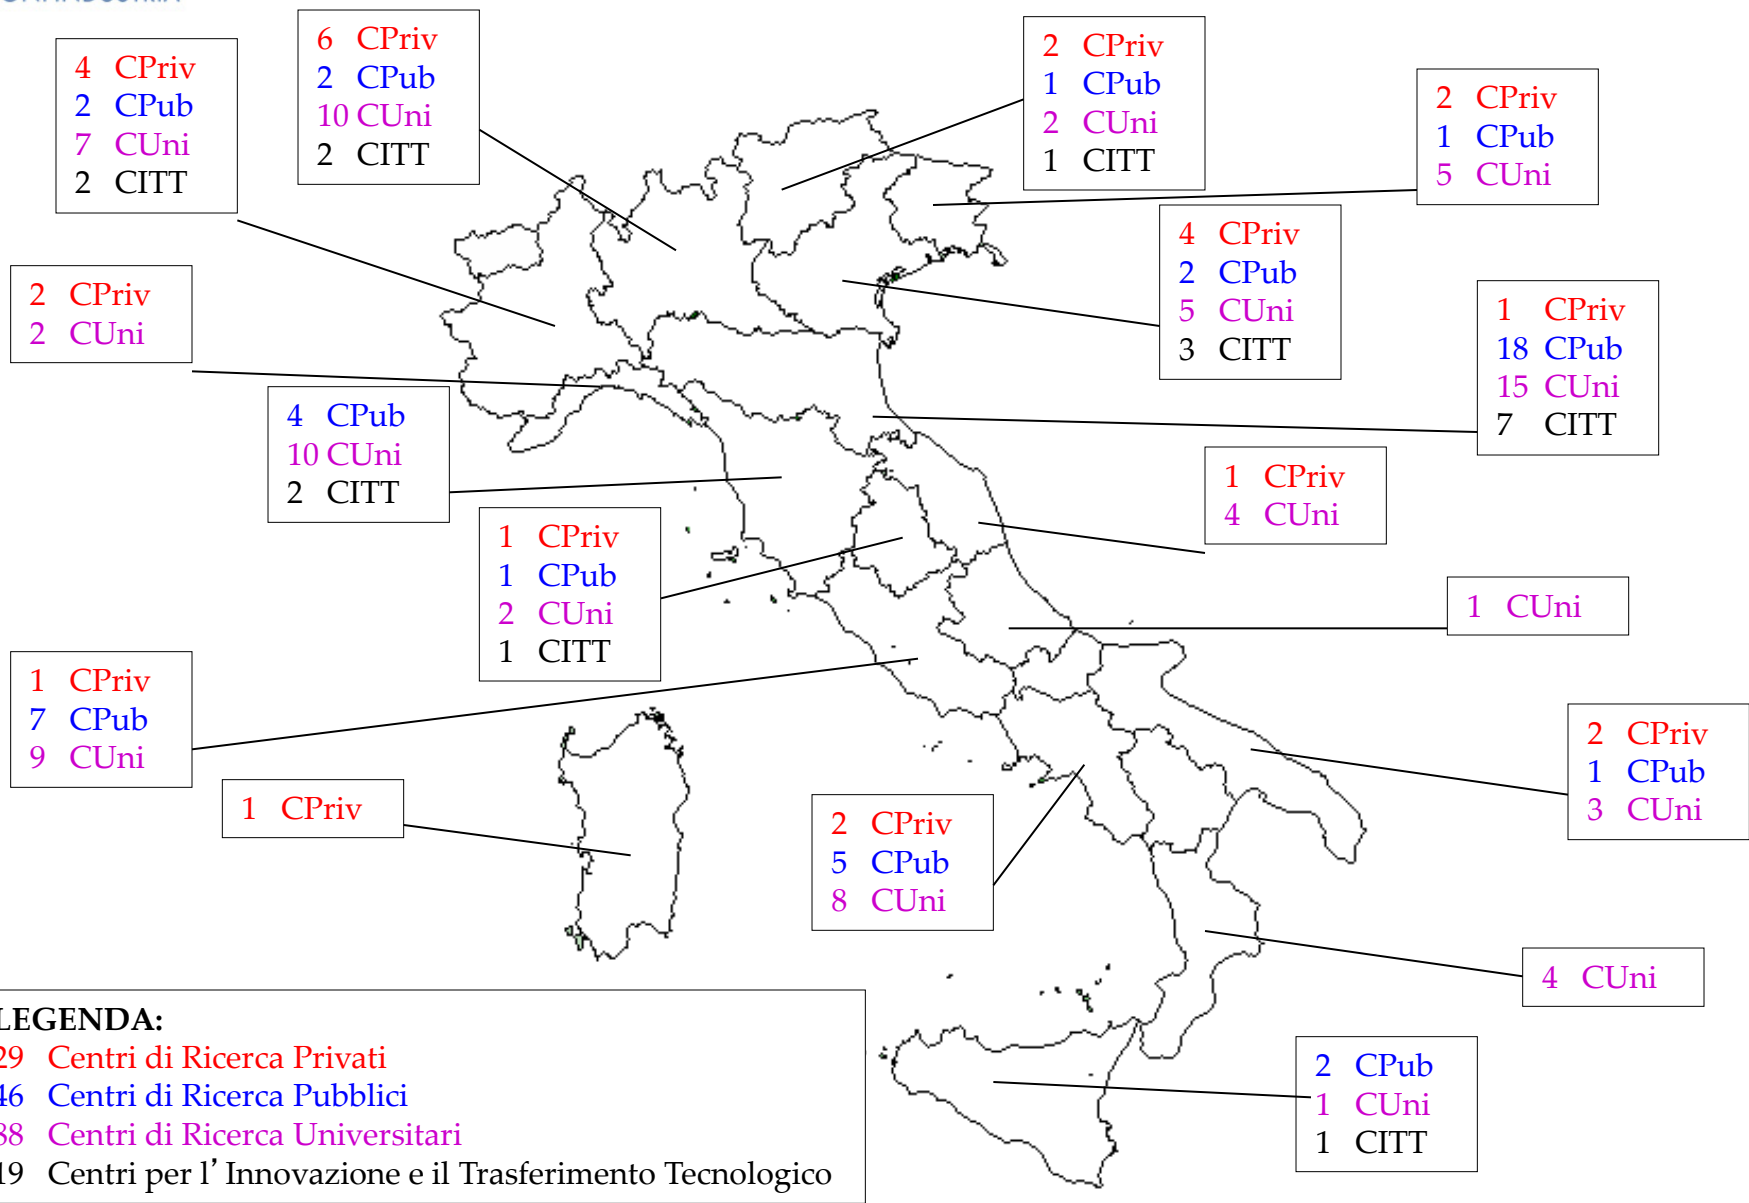 4 CPriv
2 CPub
7 CUni
2 CITT
6 CPriv
2 CPub
10 CUni
2 CITT
2 CPriv
1 CPub
2 CUni
1 CITT
2 CPriv
1 CPub
5 CUni
4 CPriv
2 CPub
5 CUni
3 CITT
2 CPriv
2 CUni
1 CPriv
18 CPub
15 CUni
7 CITT
4 CPub
10 CUni
2 CITT
1 CPriv
4 CUni
1 CPriv
1 CPub
2 CUni
1 CITT
1 CUni
1 CPriv
7 CPub
9 CUni
2 CPriv
1 CPub
3 CUni
1 CPriv
2 CPriv
5 CPub
8 CUni
4 CUni
2 CPub
1 CUni
1 CITT
LEGENDA:
29 Centri di Ricerca Privati
46 Centri di Ricerca Pubblici
88 Centri di Ricerca Universitari
19 Centri per l' Innovazione e il Trasferimento Tecnologico